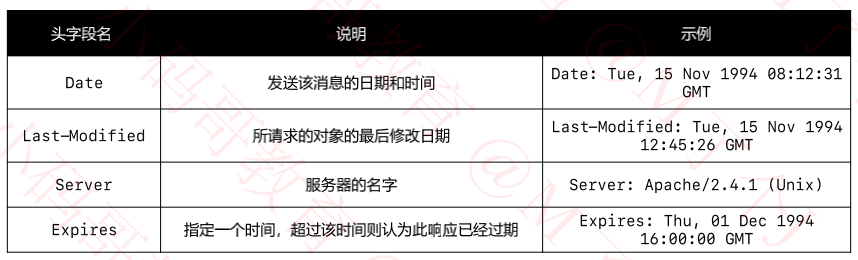 头字段名 说明 示例
Date 发送该消息的日期和时间 Date: Tue, 15 Nov 1994 08:12:31
GMT
Last-Modified 所请求的对象的最后修改日期 Last-Modified: Tue, 15 Nov 1994
12:45:26 GMT
Server 服务器的名字 Server: Apache/2.4.1 (Unix)
Expires 指定一个时间，超过该时间则认为此响应已经过期 Expires: Thu, 01 Dec 1994
16:00:00 GMT
小码哥教育